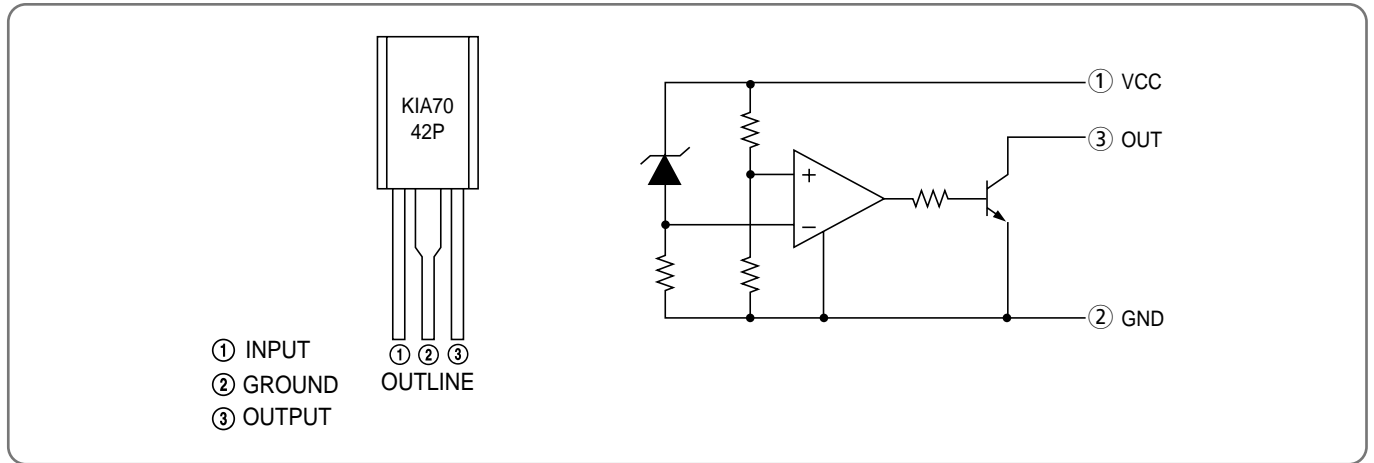 KIA70
42P
① INPUT
② GROUND
③ OUTPUT
① ② ③
OUTLINE
+
−
① VCC
③ OUT
② GND